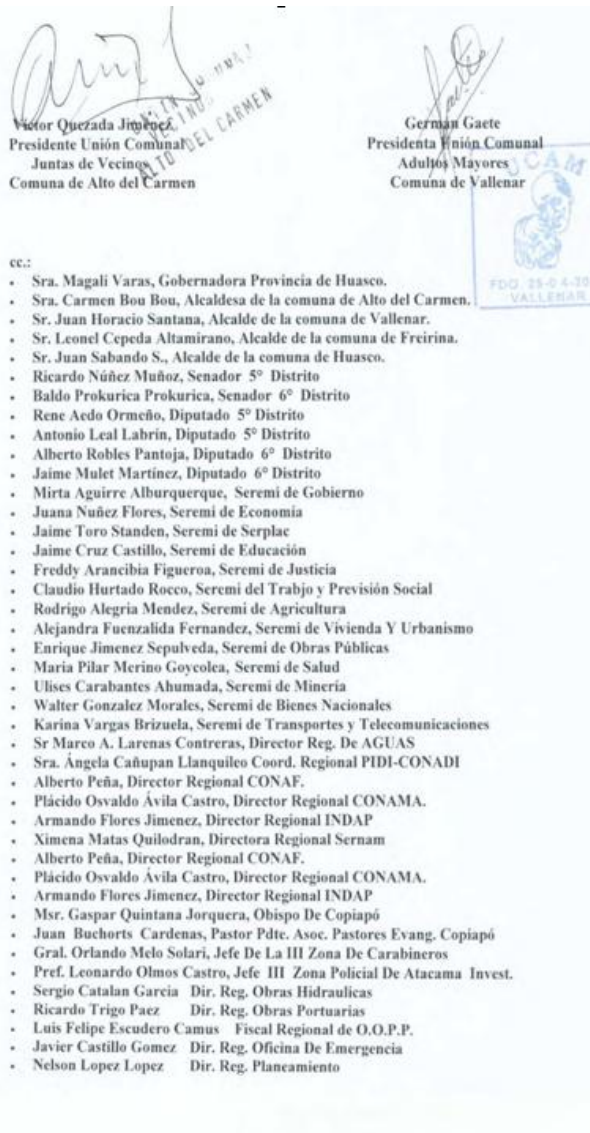 UNION COMUNAL
VECINOS
ALTO DEL CARMEN
Victor Quezada Jimenez
Presidente Unión Comunal
Juntas de Vecinos
Comuna de Alto del Carmen
Germán Gaete
Presidenta Unión Comunal
Adultos Mayores
Comuna de Vallenar
UCAM
VALLENAR
cc.:
• Sra. Magali Varas, Gobernadora Provincia de Huasco.
• Sra. Carmen Bou Bou, Alcaldesa de la comuna de Alto del Carmen.
• Sr. Juan Horacio Santana, Alcalde de la comuna de Vallenar.
• Sr. Leonel Cepeda Altamirano, Alcalde de la comuna de Freirina.
• Sr. Juan Sabando S., Alcalde de la comuna de Huasco.
• Ricardo Núñez Muñoz, Senador 5° Distrito
• Baldo Prokurica Prokurica, Senador 6° Distrito
• Rene Aedo Ormeño, Diputado 5° Distrito
• Antonio Leal Labrín, Diputado 5° Distrito
• Alberto Robles Pantoja, Diputado 6° Distrito
• Jaime Mulet Martínez, Diputado 6° Distrito
• Mirta Aguirre Alburquerque, Seremi de Gobierno
• Juana Nuñez Flores, Seremi de Economía
• Jaime Toro Standen, Seremi de Serplac
• Jaime Cruz Castillo, Seremi de Educación
• Freddy Arancibia Figueroa, Seremi de Justicia
• Claudio Hurtado Rocco, Seremi del Trabjo y Previsión Social
• Rodrigo Alegria Mendez, Seremi de Agricultura
• Alejandra Fuenzalida Fernandez, Seremi de Vivienda Y Urbanismo
• Enrique Jimenez Sepulveda, Seremi de Obras Públicas
• Maria Pilar Merino Goycolea, Seremi de Salud
• Ulises Carabantes Ahumada, Seremi de Minería
• Walter Gonzalez Morales, Seremi de Bienes Nacionales
• Karina Vargas Brizuela, Seremi de Transportes y Telecomunicaciones
• Sr Marco A. Larenas Contreras, Director Reg. De AGUAS
• Sra. Ángela Cañupan Llanquileo Coord. Regional PIDI-CONADI
• Alberto Peña, Director Regional CONAF.
• Plácido Osvaldo Ávila Castro, Director Regional CONAMA.
• Armando Flores Jimenez, Director Regional INDAP
• Ximena Matas Quilodran, Directora Regional Sernam
• Alberto Peña, Director Regional CONAF.
• Plácido Osvaldo Ávila Castro, Director Regional CONAMA.
• Armando Flores Jimenez, Director Regional INDAP
• Msr. Gaspar Quintana Jorquera, Obispo De Copiapó
• Juan Buchorts Cardenas, Pastor Pdte. Asoc. Pastores Evang. Copiapó
• Gral. Orlando Melo Solari, Jefe De La III Zona De Carabineros
• Pref. Leonardo Olmos Castro, Jefe III Zona Policial De Atacama Invest.
• Sergio Catalan Garcia Dir. Reg. Obras Hidraulicas
• Ricardo Trigo Paez Dir. Reg. Obras Portuarias
• Luis Felipe Escudero Camus Fiscal Regional de O.O.P.P.
• Javier Castillo Gomez Dir. Reg. Oficina De Emergencia
• Nelson Lopez Lopez Dir. Reg. Planeamiento